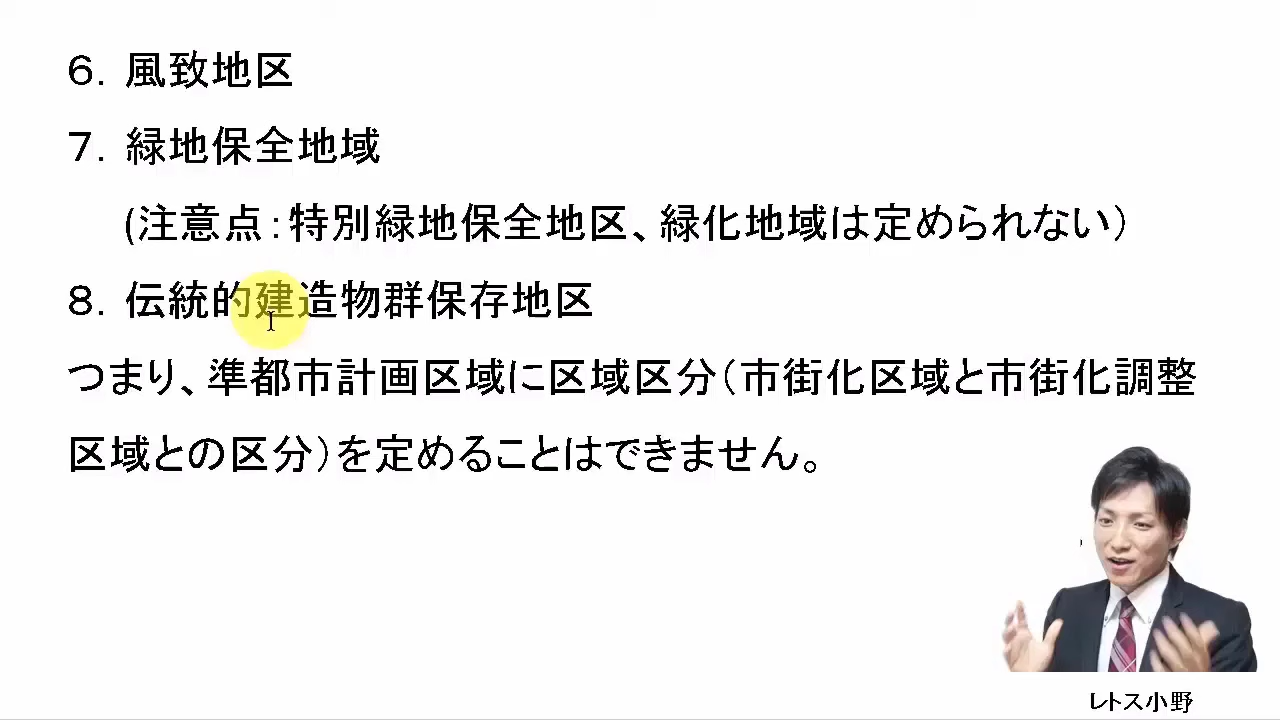 ６．風致地区
７．緑地保全地域
(注意点：特別緑地保全地区、緑化地域は定められない）
８．伝統的建造物群保存地区
つまり、準都市計画区域に区域区分（市街化区域と市街化調整
区域との区分）を定めることはできません。
レトス小野